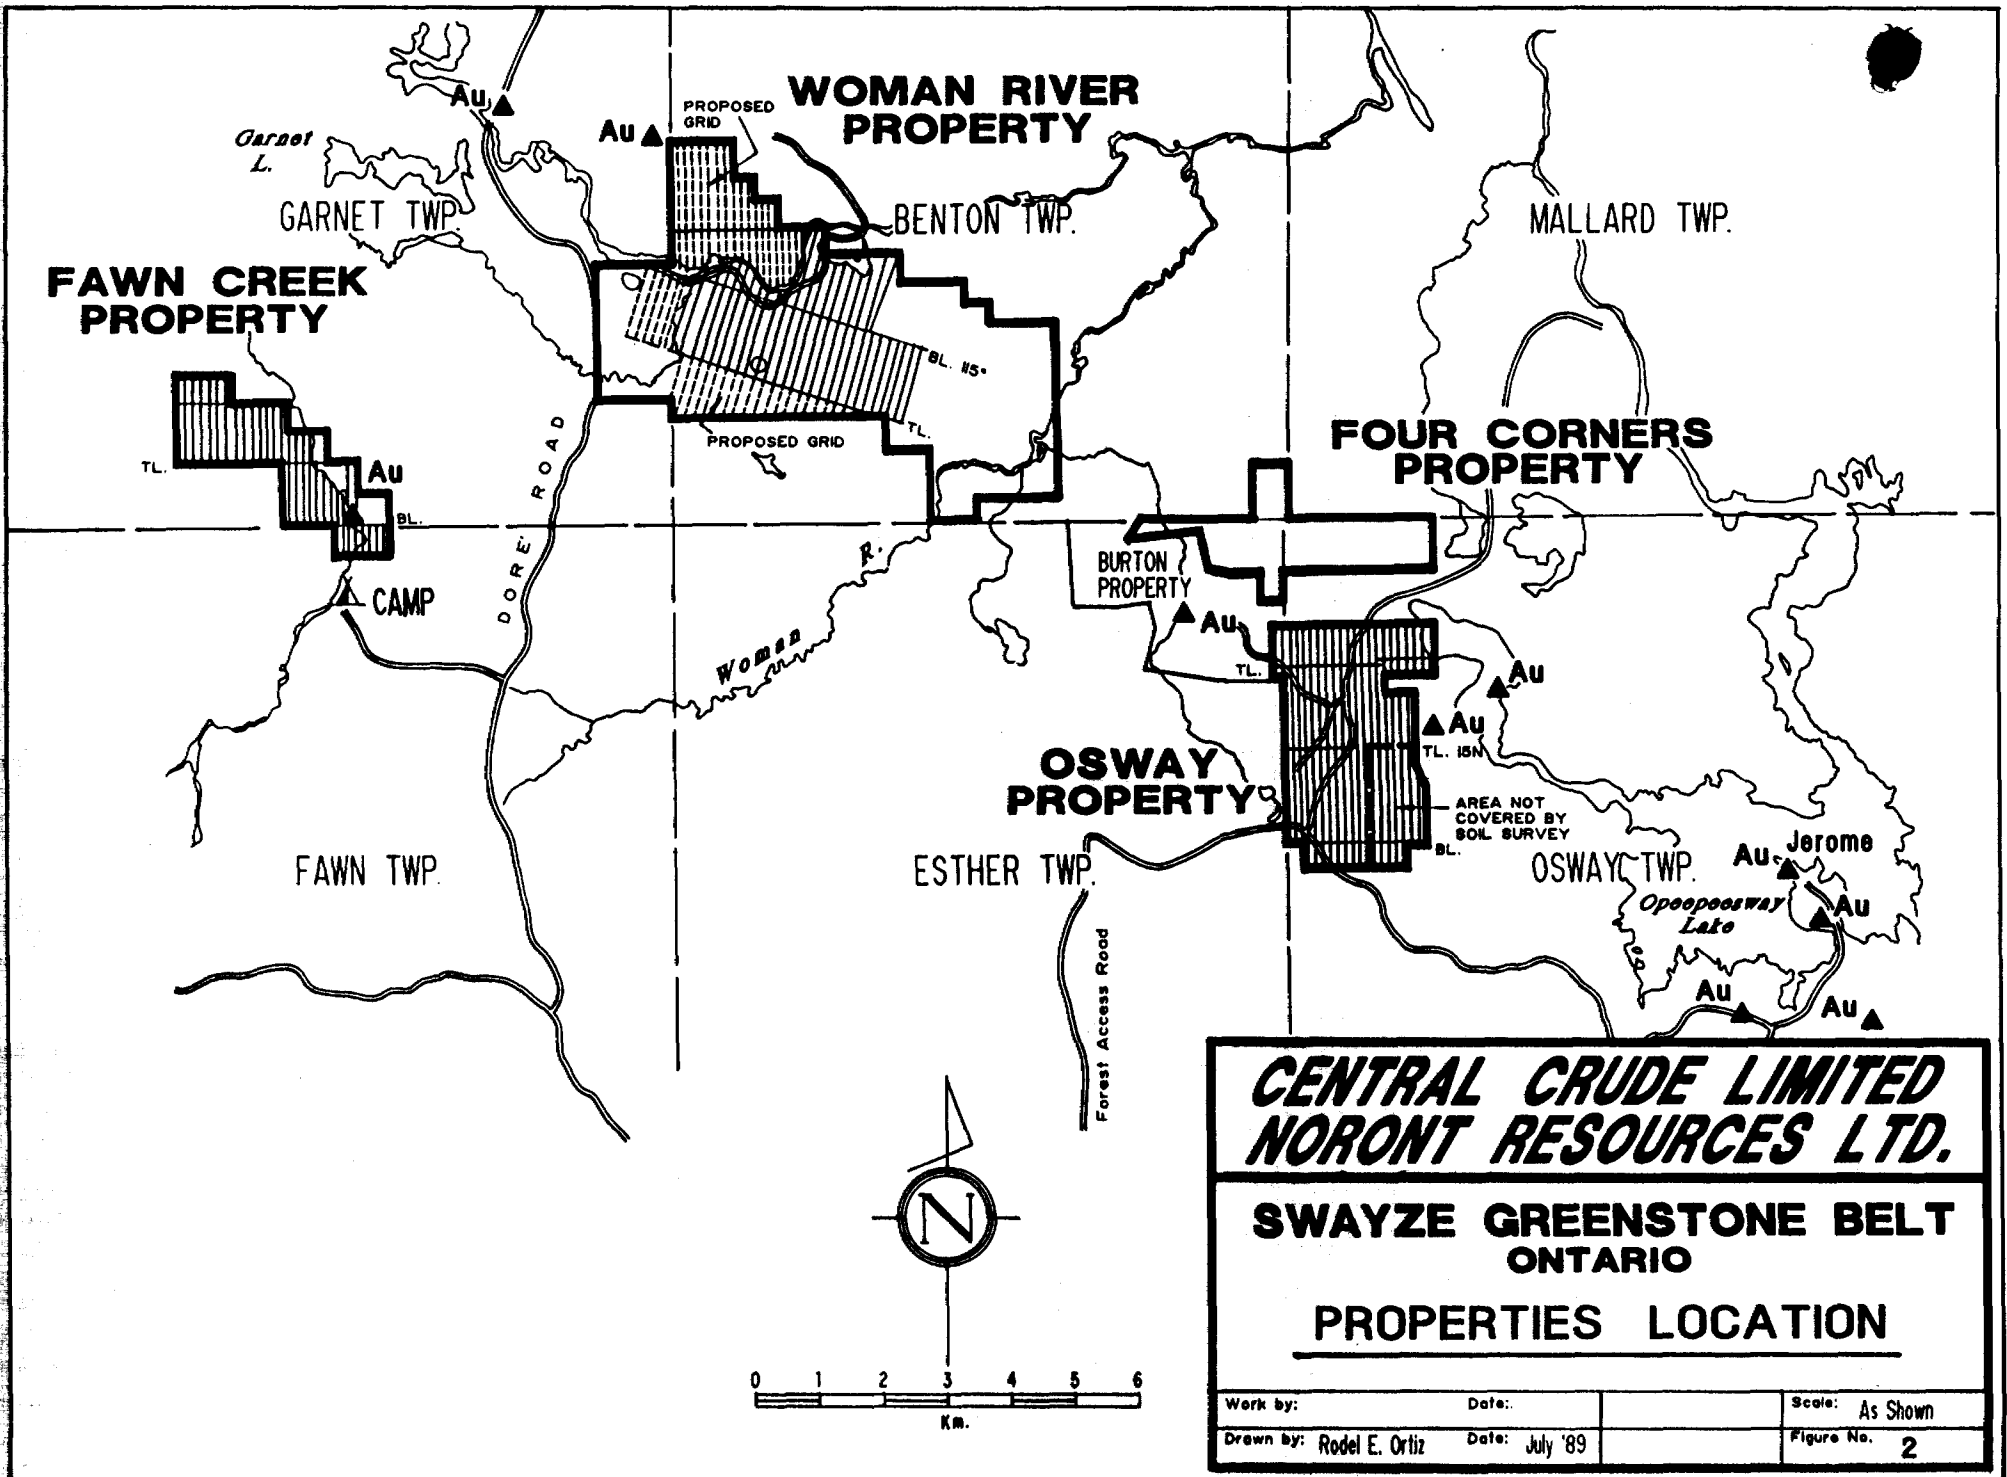 WOMAN RIVER
PROPERTY
PROPOSED
GRID
Au
Au
Garnet
L.
GARNET TWP.
BENTON TWP.
MALLARD TWP.
FAWN CREEK
PROPERTY
BL. 115°
TL.
PROPOSED GRID
DORE' ROAD
TL.
Au
BL.
CAMP
FOUR CORNERS
PROPERTY
BURTON
PROPERTY
Au
Woman R.
TL.
Au
Au
TL. 15N
OSWAY
PROPERTY
AREA NOT
COVERED BY
SOIL SURVEY
BL.
FAWN TWP.
ESTHER TWP.
OSWAY TWP.
Au
Jerome
Au
Opeepeesway
Lake
Au
Au
Forest Access Road
N
0 1 2 3 4 5 6
Km.
CENTRAL CRUDE LIMITED
NORONT RESOURCES LTD.
SWAYZE GREENSTONE BELT
ONTARIO
PROPERTIES LOCATION
Work by: Date: Scale: As Shown
Drawn by: Rodel E. Ortiz Date: July '89 Figure No. 2